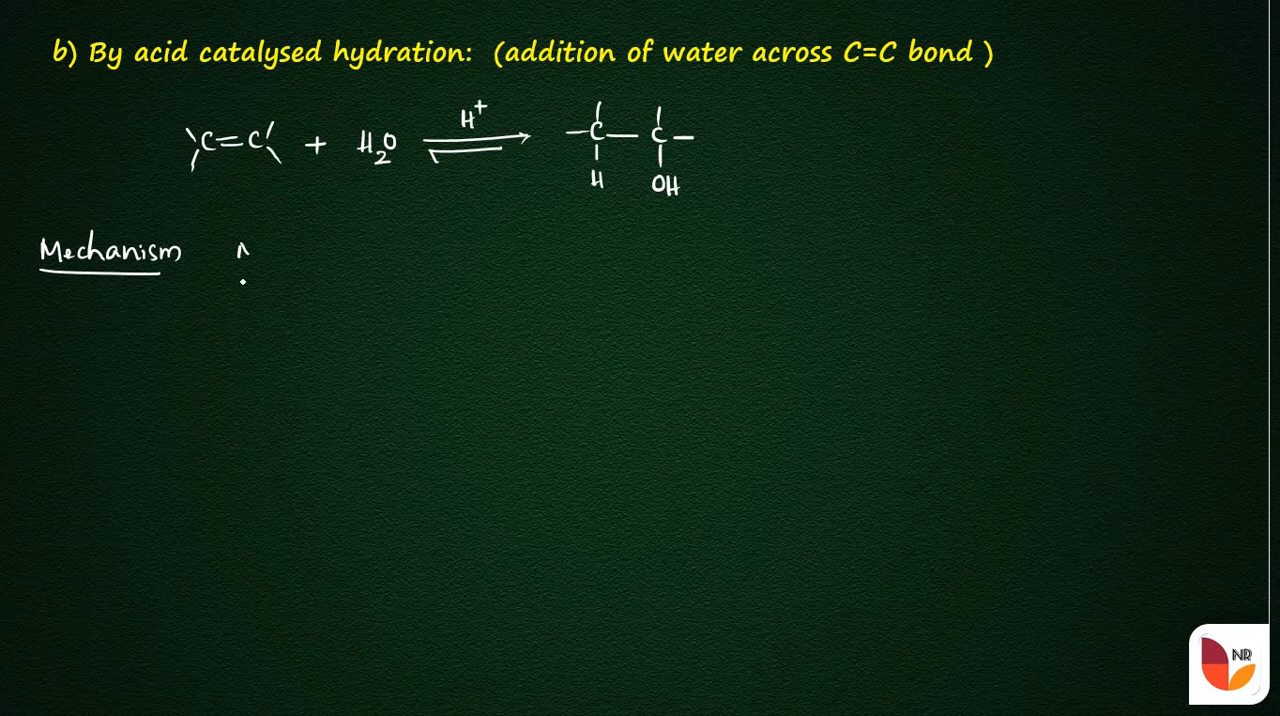 b) By acid catalysed hydration: (addition of water across C=C bond )
C=C + H₂O H⁺ -C-C-
H OH
Mechanism
NR